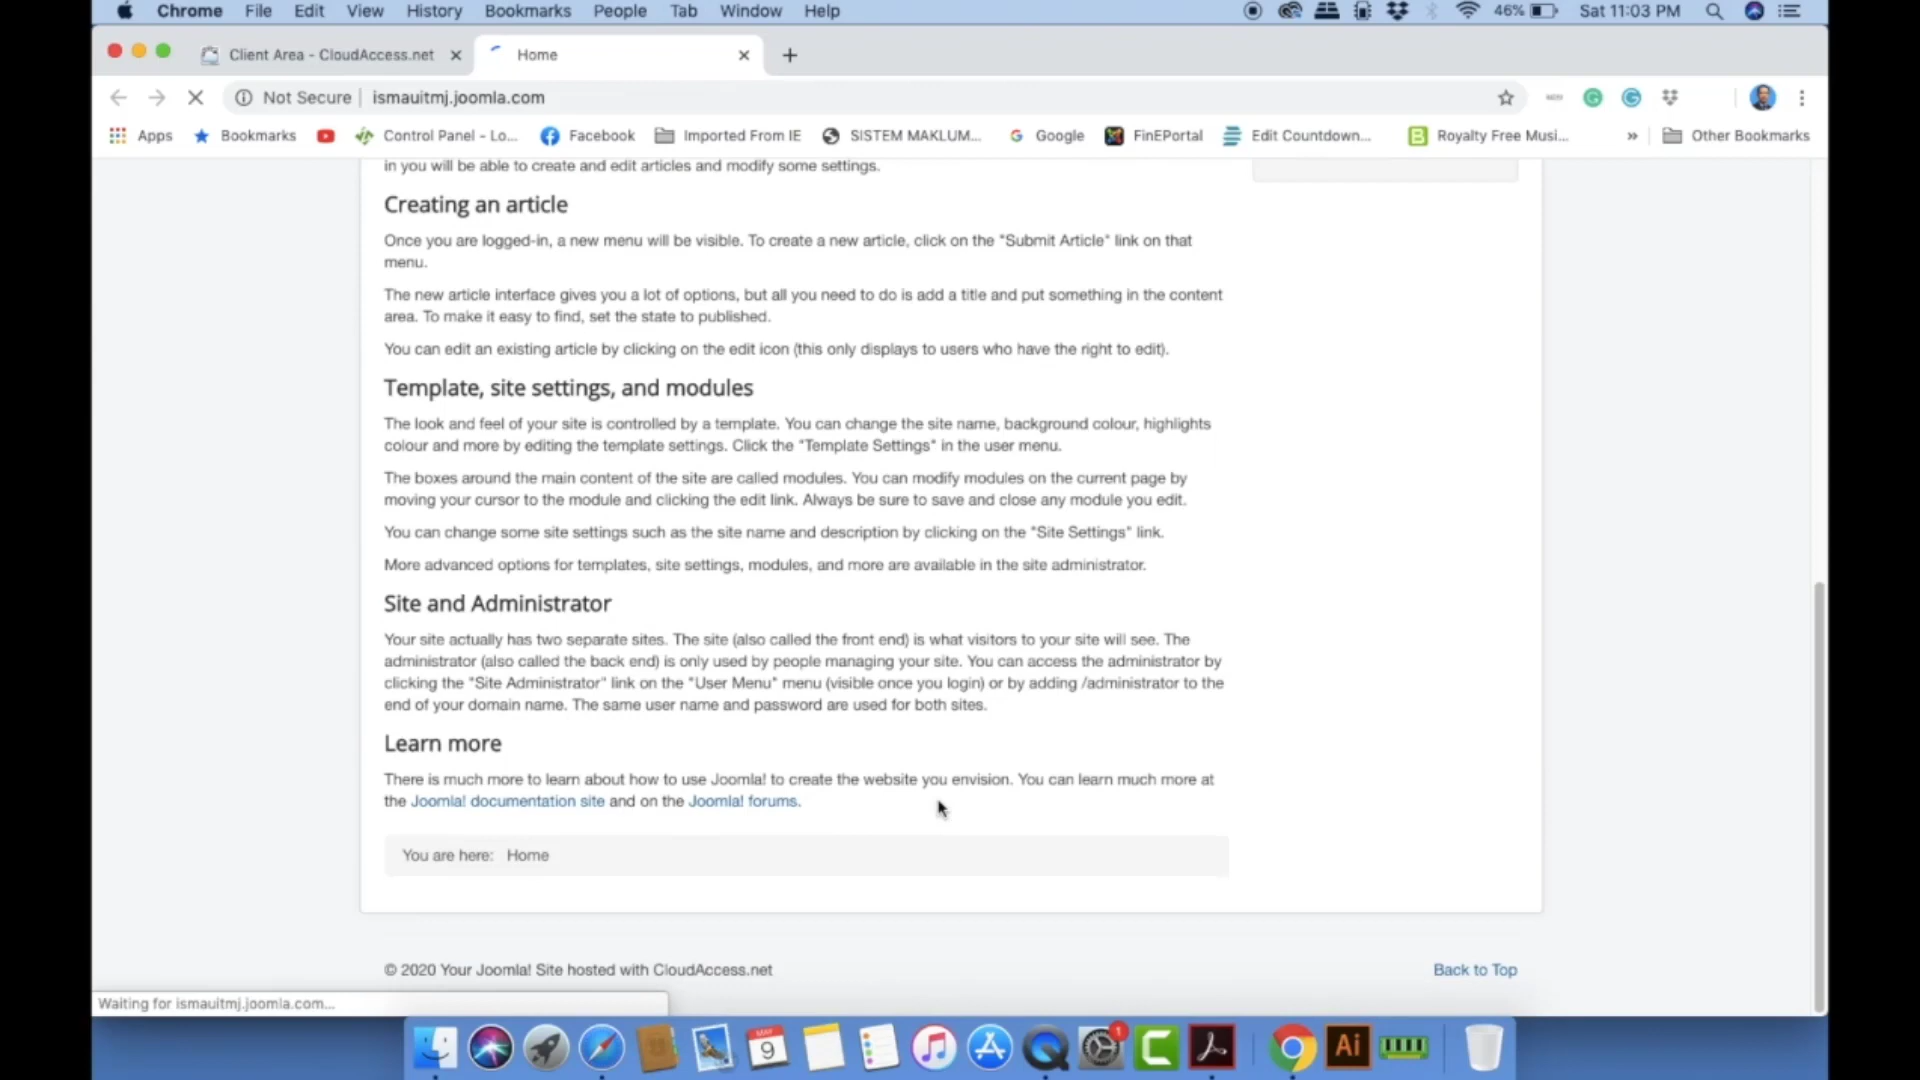 Chrome File Edit View History Bookmarks People Tab Window Help 46% Sat 11:03 PM
Client Area - CloudAccess.net Home
Not Secure ismauitmj.joomla.com
Apps Bookmarks Control Panel - Lo... Facebook Imported From IE SISTEM MAKLUM... Google FinEPortal Edit Countdown... Royalty Free Musi... » Other Bookmarks
in you will be able to create and edit articles and modify some settings.
Creating an article
Once you are logged-in, a new menu will be visible. To create a new article, click on the "Submit Article" link on that
menu.
The new article interface gives you a lot of options, but all you need to do is add a title and put something in the content
area. To make it easy to find, set the state to published.
You can edit an existing article by clicking on the edit icon (this only displays to users who have the right to edit).
Template, site settings, and modules
The look and feel of your site is controlled by a template. You can change the site name, background colour, highlights
colour and more by editing the template settings. Click the "Template Settings" in the user menu.
The boxes around the main content of the site are called modules. You can modify modules on the current page by
moving your cursor to the module and clicking the edit link. Always be sure to save and close any module you edit.
You can change some site settings such as the site name and description by clicking on the "Site Settings" link.
More advanced options for templates, site settings, modules, and more are available in the site administrator.
Site and Administrator
Your site actually has two separate sites. The site (also called the front end) is what visitors to your site will see. The
administrator (also called the back end) is only used by people managing your site. You can access the administrator by
clicking the "Site Administrator" link on the "User Menu" menu (visible once you login) or by adding /administrator to the
end of your domain name. The same user name and password are used for both sites.
Learn more
There is much more to learn about how to use Joomla! to create the website you envision. You can learn much more at
the Joomla! documentation site and on the Joomla! forums.
You are here: Home
© 2020 Your Joomla! Site hosted with CloudAccess.net Back to Top
Waiting for ismauitmj.joomla.com...
MAY 9 1 Ai